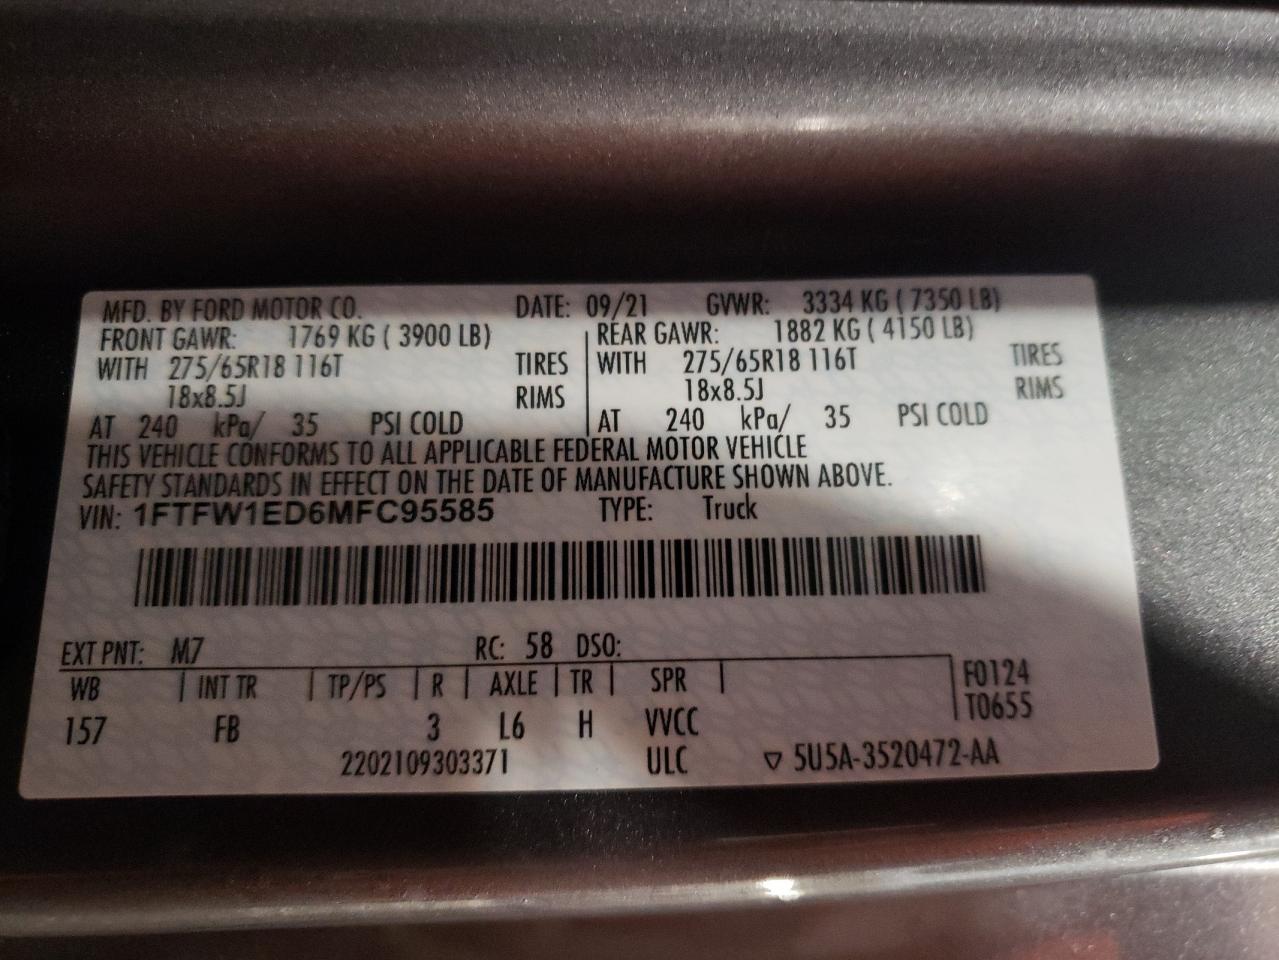 MFD. BY FORD MOTOR CO. DATE: 09/21 GVWR: 3334 KG ( 7350 LB)
FRONT GAWR: 1769 KG ( 3900 LB) REAR GAWR: 1882 KG ( 4150 LB)
WITH 275/65R18 116T TIRES WITH 275/65R18 116T TIRES
18x8.5J RIMS 18x8.5J RIMS
AT 240 kPa/ 35 PSI COLD AT 240 kPa/ 35 PSI COLD
THIS VEHICLE CONFORMS TO ALL APPLICABLE FEDERAL MOTOR VEHICLE
SAFETY STANDARDS IN EFFECT ON THE DATE OF MANUFACTURE SHOWN ABOVE.
VIN: 1FTFW1ED6MFC95585 TYPE: Truck
EXT PNT: M7 RC: 58 DSO:
WB INT TR TP/PS R AXLE TR SPR F0124
157 FB 3 L6 H VVCC T0655
2202109303371 ULC ▽ 5U5A-3520472-AA